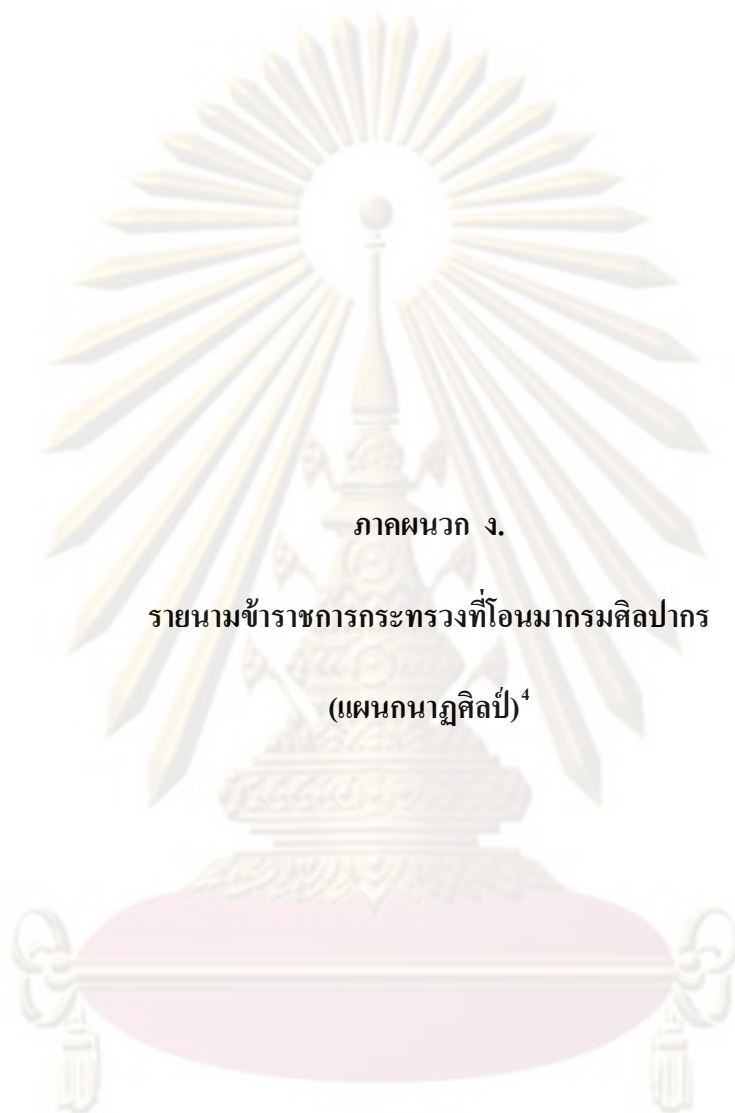 ภาคผนวก ง.
รายนามข้าราชการกระทรวงที่โอนมากรมศิลปากร
(แผนกนาฏศิลป์)4